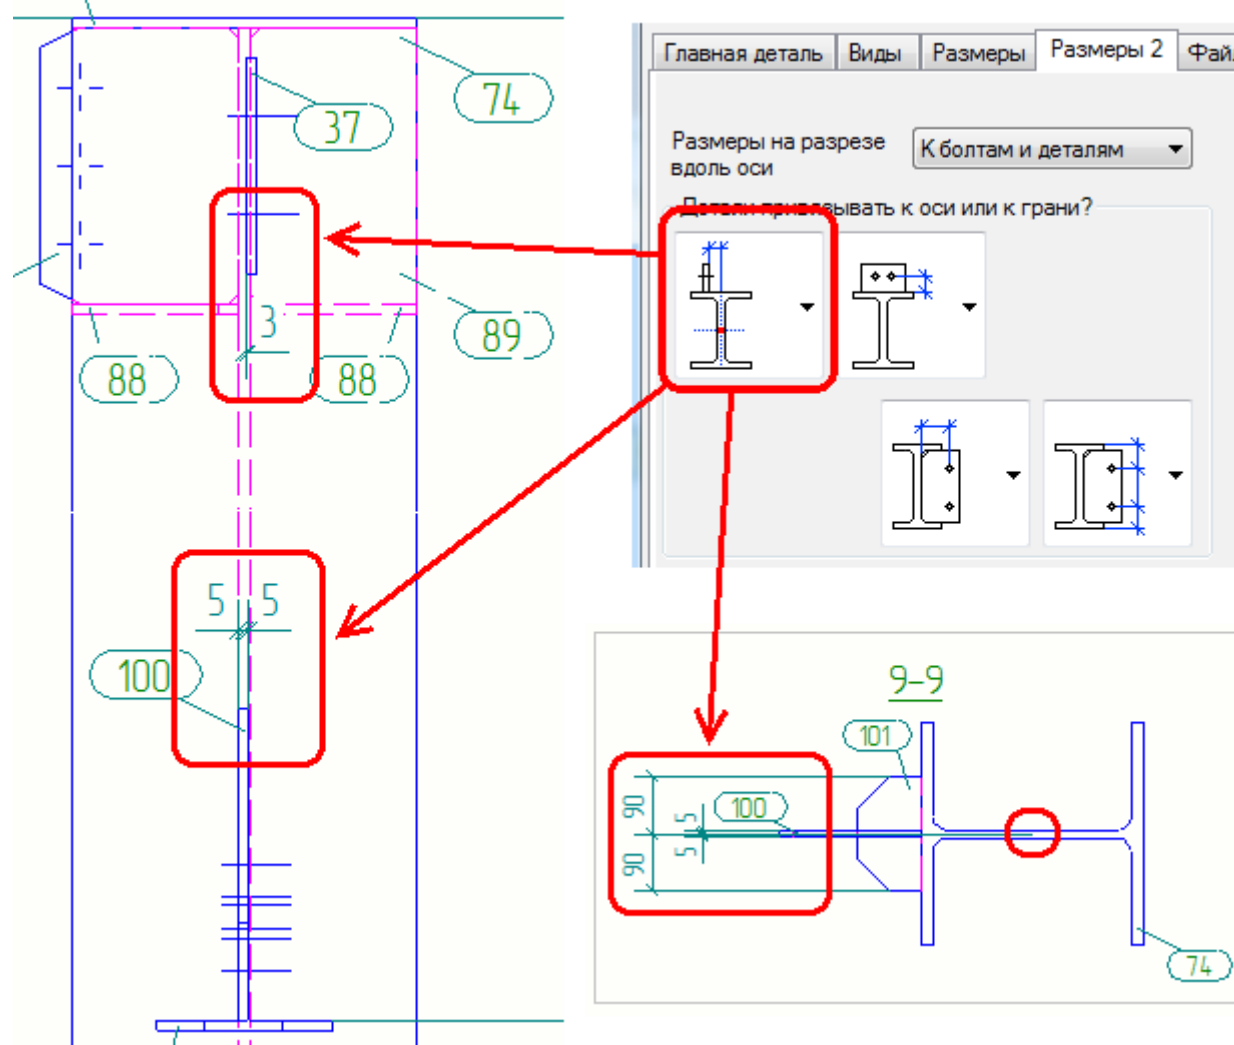 74
37
3
89
88
88
5 5
100
Главная деталь
Виды
Размеры
Размеры 2
Размеры на разрезе
вдоль оси
К болтам и деталям
Детали привязывать к оси или к грани?
9-9
101
100
90
5
5
90
74